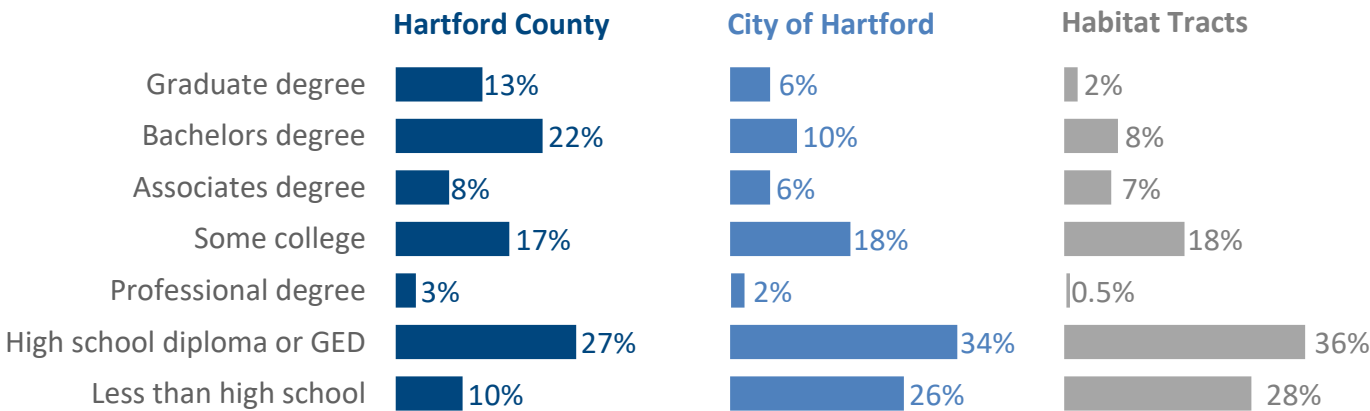 Hartford County City of Hartford Habitat Tracts
Graduate degree 13% 6% 2%
Bachelors degree 22% 10% 8%
Associates degree 8% 6% 7%
Some college 17% 18% 18%
Professional degree 3% 2% 0.5%
High school diploma or GED 27% 34% 36%
Less than high school 10% 26% 28%